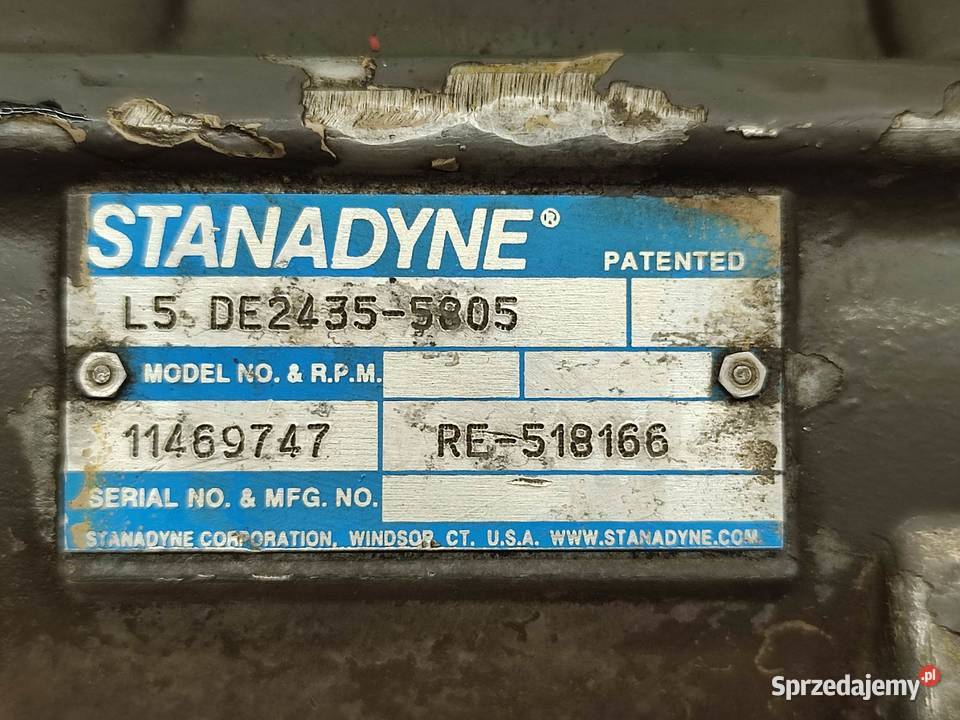 STANADYNE®
PATENTED
L5 DE2435-5805
MODEL NO. & R.P.M.
11469747 RE-518166
SERIAL NO. & MFG. NO.
STANADYNE CORPORATION, WINDSOR, CT. U.S.A. WWW.STANADYNE.COM
Sprzedajemy.pl